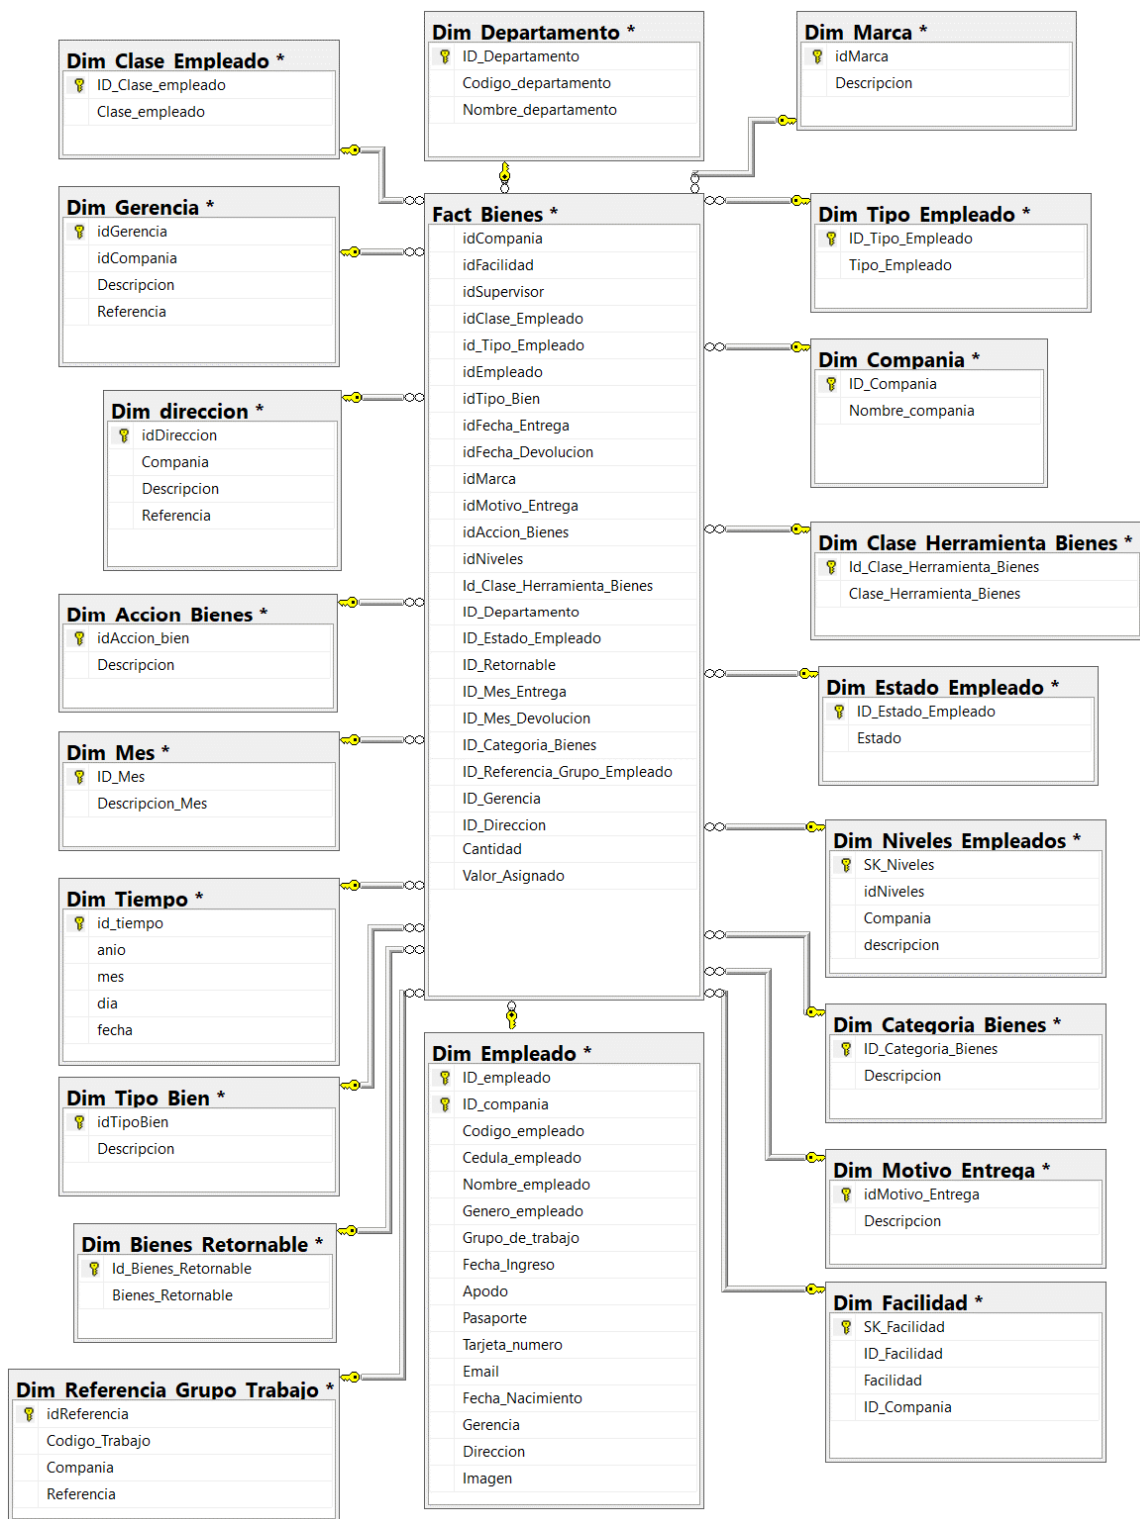 Dim_Departamento *
ID_Departamento
Codigo_departamento
Nombre_departamento
Dim_Marca *
idMarca
Descripcion
Dim_Clase_Empleado *
ID_Clase_empleado
Clase_empleado
Dim_Gerencia *
idGerencia
idCompania
Descripcion
Referencia
Dim_direccion *
idDireccion
Compania
Descripcion
Referencia
Dim_Accion_Bienes *
idAccion_bien
Descripcion
Dim_Mes *
ID_Mes
Descripcion_Mes
Dim_Tiempo *
id_tiempo
anio
mes
dia
fecha
Dim_Tipo_Bien *
idTipoBien
Descripcion
Dim_Bienes_Retornable *
Id_Bienes_Retornable
Bienes_Retornable
Dim_Referencia_Grupo_Trabajo *
idReferencia
Codigo_Trabajo
Compania
Referencia
Fact_Bienes *
idCompania
idFacilidad
idSupervisor
idClase_Empleado
id_Tipo_Empleado
idEmpleado
idTipo_Bien
idFecha_Entrega
idFecha_Devolucion
idMarca
idMotivo_Entrega
idAccion_Bienes
idNiveles
Id_Clase_Herramienta_Bienes
ID_Departamento
ID_Estado_Empleado
ID_Retornable
ID_Mes_Entrega
ID_Mes_Devolucion
ID_Categoria_Bienes
ID_Referencia_Grupo_Empleado
ID_Gerencia
ID_Direccion
Cantidad
Valor_Asignado
Dim_Empleado *
ID_empleado
ID_compania
Codigo_empleado
Cedula_empleado
Nombre_empleado
Genero_empleado
Grupo_de_trabajo
Fecha_Ingreso
Apodo
Pasaporte
Tarjeta_numero
Email
Fecha_Nacimiento
Gerencia
Direccion
Imagen
Dim_Tipo_Empleado *
ID_Tipo_Empleado
Tipo_Empleado
Dim_Compania *
ID_Compania
Nombre_compania
Dim_Clase_Herramienta_Bienes *
Id_Clase_Herramienta_Bienes
Clase_Herramienta_Bienes
Dim_Estado_Empleado *
ID_Estado_Empleado
Estado
Dim_Niveles_Empleados *
SK_Niveles
idNiveles
Compania
descripcion
Dim_Categoria_Bienes *
ID_Categoria_Bienes
Descripcion
Dim_Motivo_Entrega *
idMotivo_Entrega
Descripcion
Dim_Facilidad *
SK_Facilidad
ID_Facilidad
Facilidad
ID_Compania